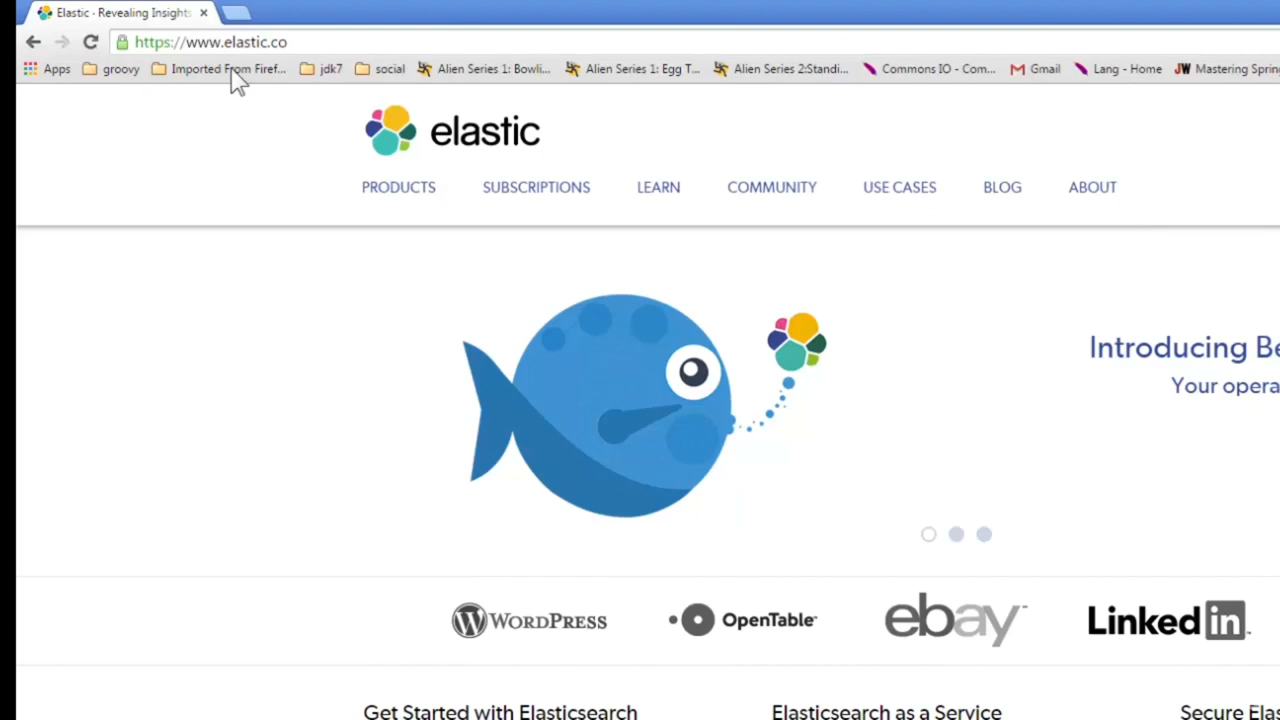 Elastic · Revealing Insights
https://www.elastic.co
Apps groovy Imported From Firef... jdk7 social Alien Series 1: Bowli... Alien Series 1: Egg T... Alien Series 2:Standi... Commons IO - Com... Gmail Lang - Home JW Mastering Spring
elastic
PRODUCTS SUBSCRIPTIONS LEARN COMMUNITY USE CASES BLOG ABOUT
Introducing Be
Your opera
WORDPRESS OpenTable ebay LinkedIn
Get Started with Elasticsearch Elasticsearch as a Service Secure Elas